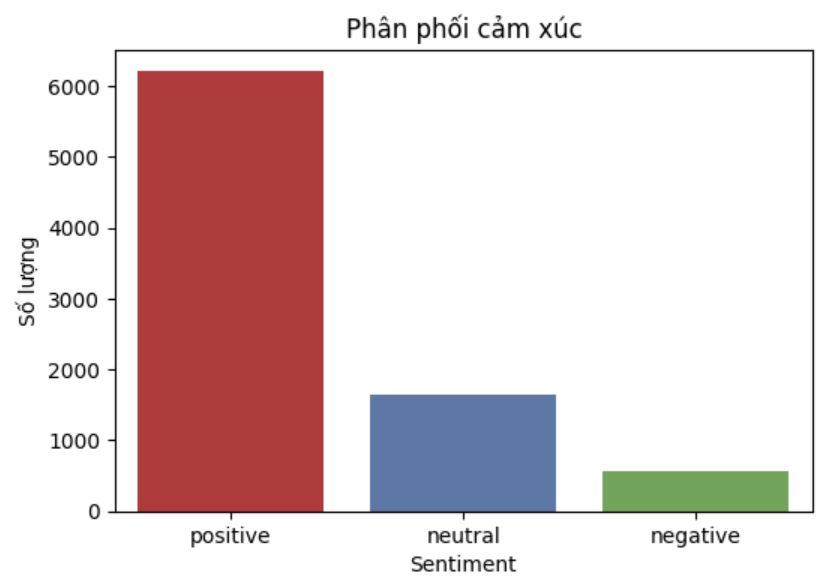 Phân phối cảm xúc
6000
5000
4000
3000
2000
1000
0
Số lượng
positive
neutral
negative
Sentiment